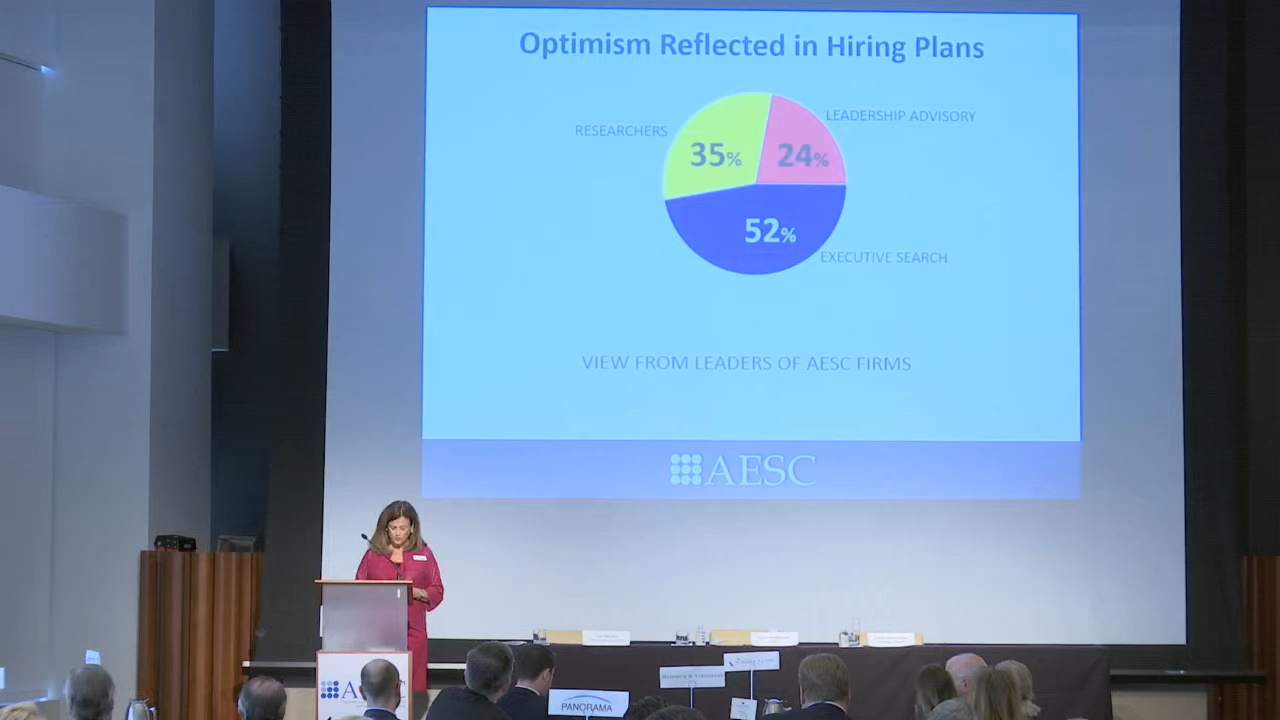 Optimism Reflected in Hiring Plans
LEADERSHIP ADVISORY
RESEARCHERS
35%
24%
52%
EXECUTIVE SEARCH
VIEW FROM LEADERS OF AESC FIRMS
AESC
PANORAMA